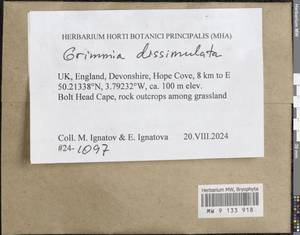 HERBARIUM HORTI BOTANICI PRINCIPALIS (MHA)
Grimmia dissimulata
UK, England, Devonshire, Hope Cove, 8 km to E
50.21338°N, 3.79232°W, ca. 100 m elev.
Bolt Head Cape, rock outcrops among grassland
Coll. M. Ignatov & E. Ignatova 20.VIII.2024
#24-1097
Herbarium MW, Bryophyta
MW 9 133 918